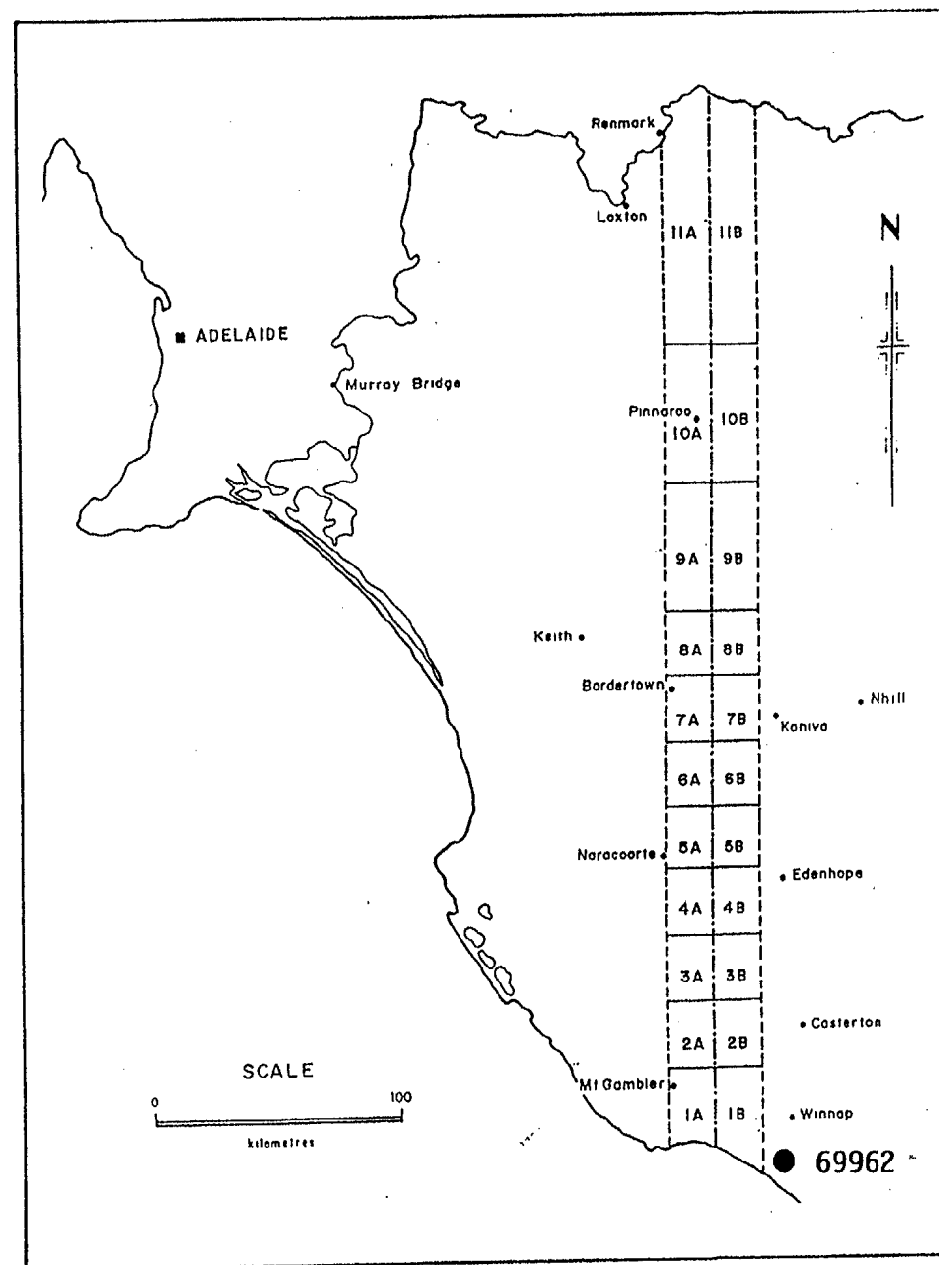 Renmark
Loxton
11A 11B
N
ADELAIDE
Murray Bridge
Pinnaroo
10A 10B
9A 9B
Keith
8A 8B
Bordertown
7A 7B
Nhill
Kaniva
6A 6B
Naracoorte
5A 5B
Edenhope
4A 4B
3A 3B
Casterton
2A 2B
SCALE
Mt Gambier
0 100
1A 1B
Winnap
kilometres
69962